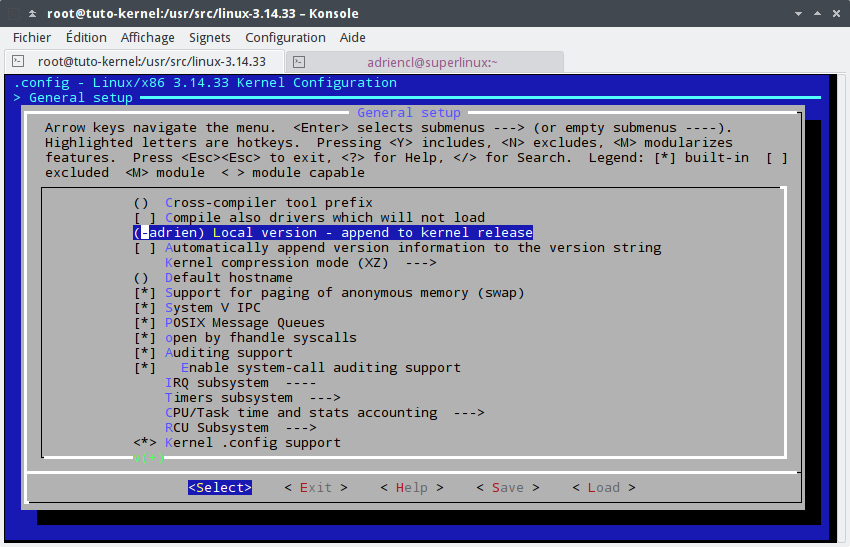 root@tuto-kernel:/usr/src/linux-3.14.33 – Konsole
Fichier Édition Affichage Signets Configuration Aide
root@tuto-kernel:/usr/src/linux-3.14.33 adriencl@superlinux:~
.config - Linux/x86 3.14.33 Kernel Configuration
> General setup
General setup
Arrow keys navigate the menu. <Enter> selects submenus ---> (or empty submenus ----).
Highlighted letters are hotkeys. Pressing <Y> includes, <N> excludes, <M> modularizes
features. Press <Esc><Esc> to exit, <?> for Help, </> for Search. Legend: [*] built-in [ ]
excluded <M> module < > module capable
() Cross-compiler tool prefix
[ ] Compile also drivers which will not load
(-adrien) Local version - append to kernel release
[ ] Automatically append version information to the version string
Kernel compression mode (XZ) --->
() Default hostname
[*] Support for paging of anonymous memory (swap)
[*] System V IPC
[*] POSIX Message Queues
[*] open by fhandle syscalls
[*] Auditing support
[*] Enable system-call auditing support
IRQ subsystem ----
Timers subsystem --->
CPU/Task time and stats accounting --->
RCU Subsystem --->
<*> Kernel .config support
<Select> < Exit > < Help > < Save > < Load >